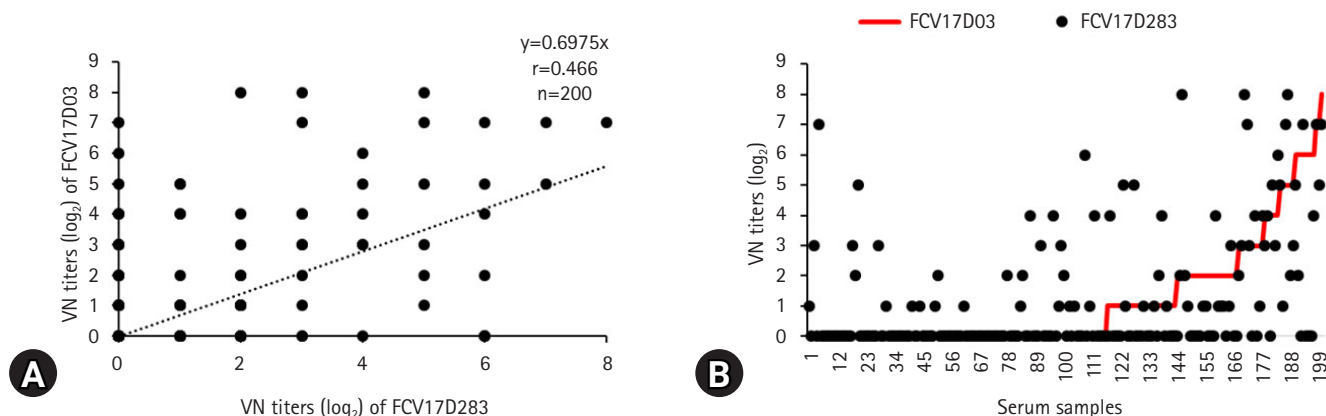 y=0.6975x
r=0.466
n=200
VN titers (log2) of FCV17D03
9
8
7
6
5
4
3
2
1
0
0 2 4 6 8
VN titers (log2) of FCV17D283
A
FCV17D03 FCV17D283
VN titers (log2)
9
8
7
6
5
4
3
2
1
0
1 12 23 34 45 56 67 78 89 100 111 122 133 144 155 166 177 188 199
Serum samples
B